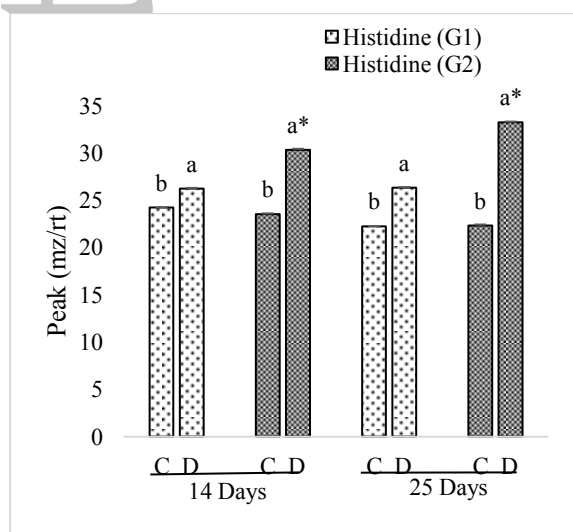 Histidine (G1)
Histidine (G2)
Peak (mz/rt)
35
30
25
20
15
10
5
0
b a b a* b a b a*
C D C D C D C D
14 Days 25 Days